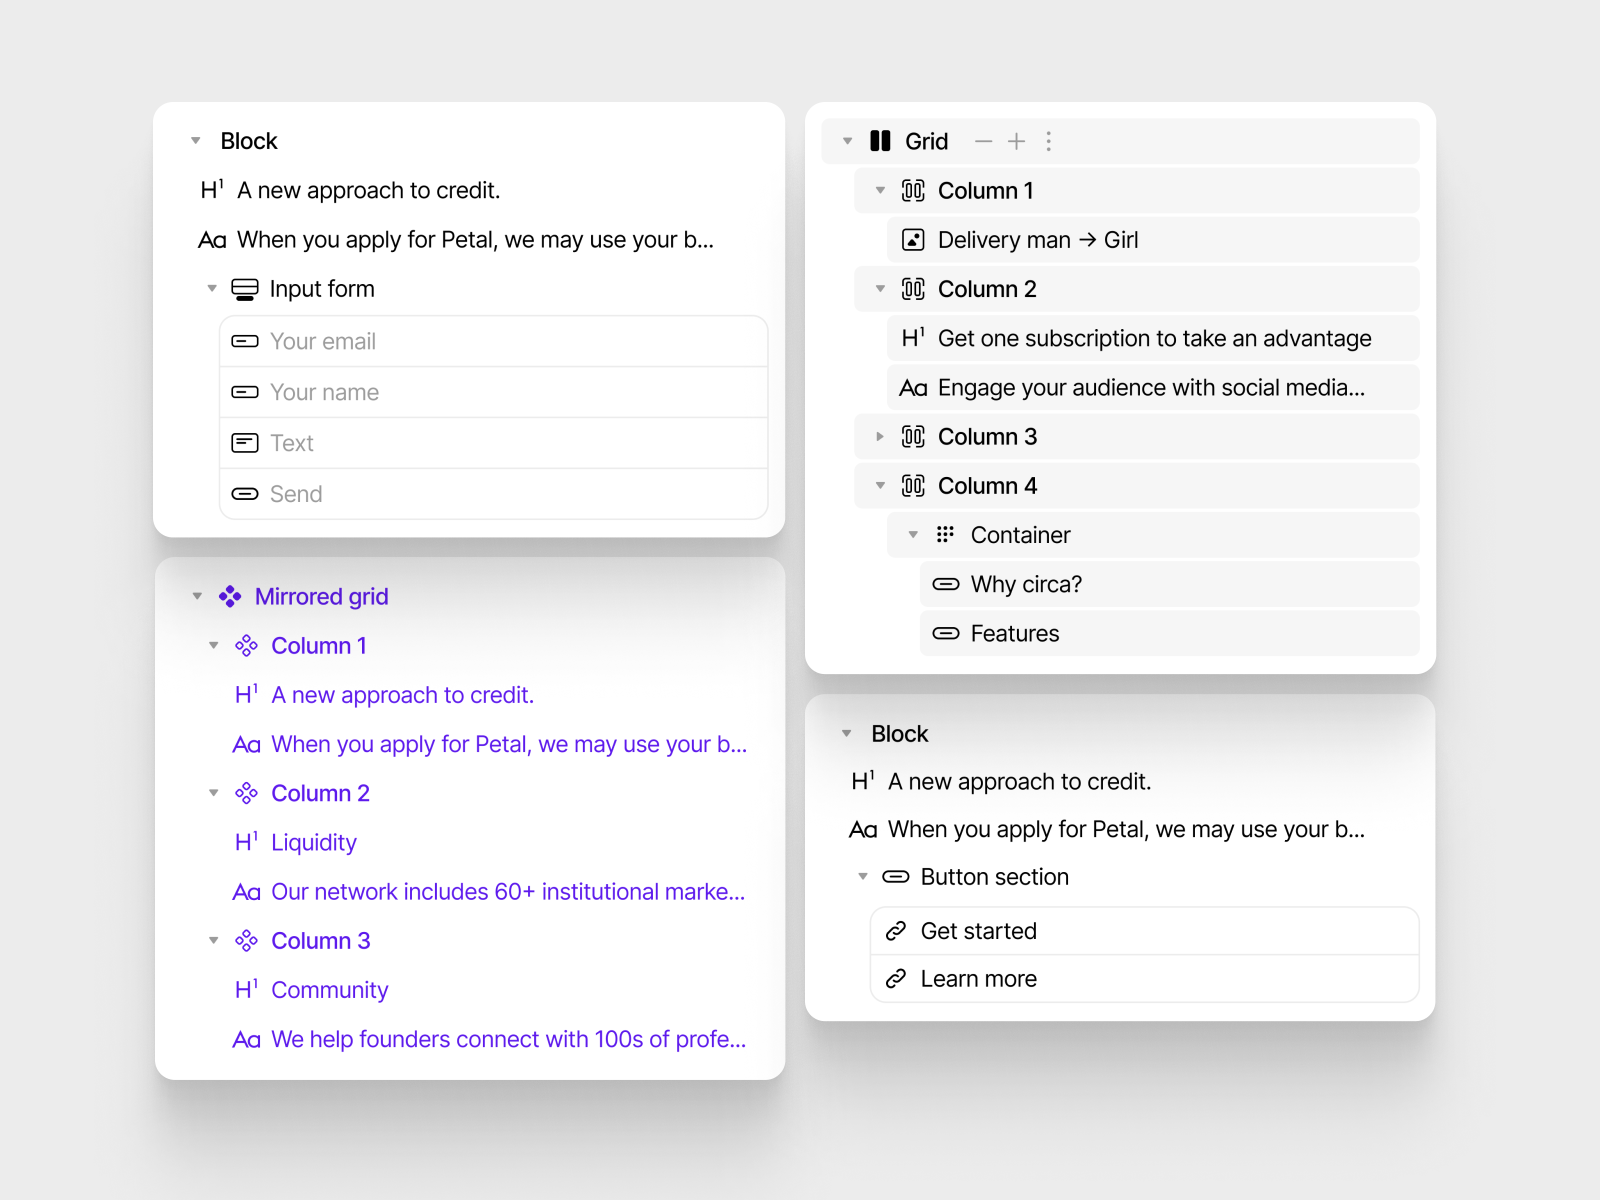 Block
H1 A new approach to credit.
Aa When you apply for Petal, we may use your b...
Input form
Your email
Your name
Text
Send
Mirrored grid
Column 1
H1 A new approach to credit.
Aa When you apply for Petal, we may use your b...
Column 2
H1 Liquidity
Aa Our network includes 60+ institutional marke...
Column 3
H1 Community
Aa We help founders connect with 100s of profe...
Grid
Column 1
Delivery man → Girl
Column 2
H1 Get one subscription to take an advantage
Aa Engage your audience with social media...
Column 3
Column 4
Container
Why circa?
Features
Block
H1 A new approach to credit.
Aa When you apply for Petal, we may use your b...
Button section
Get started
Learn more